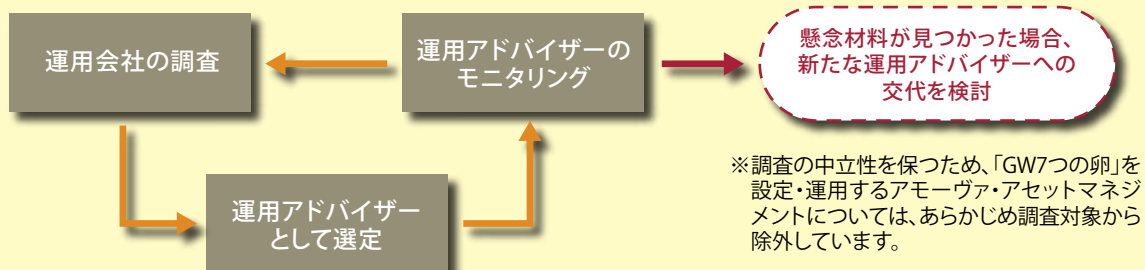 運用会社の調査
運用アドバイザーの
モニタリング
懸念材料が見つかった場合、
新たな運用アドバイザーへの
交代を検討
運用アドバイザー
として選定
※調査の中立性を保つため、「GW7つの卵」を
設定・運用するアモーヴァ・アセットマネジ
メントについては、あらかじめ調査対象から
除外しています。